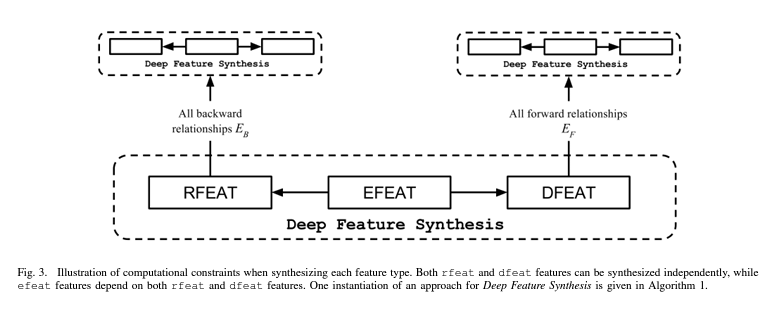 Deep Feature Synthesis
Deep Feature Synthesis
All backward
relationships E_B
All forward relationships
E_F
RFEAT
EFEAT
DFEAT
Deep Feature Synthesis
Fig. 3. Illustration of computational constraints when synthesizing each feature type. Both rfeat and dfeat features can be synthesized independently, while
efeat features depend on both rfeat and dfeat features. One instantiation of an approach for Deep Feature Synthesis is given in Algorithm 1.